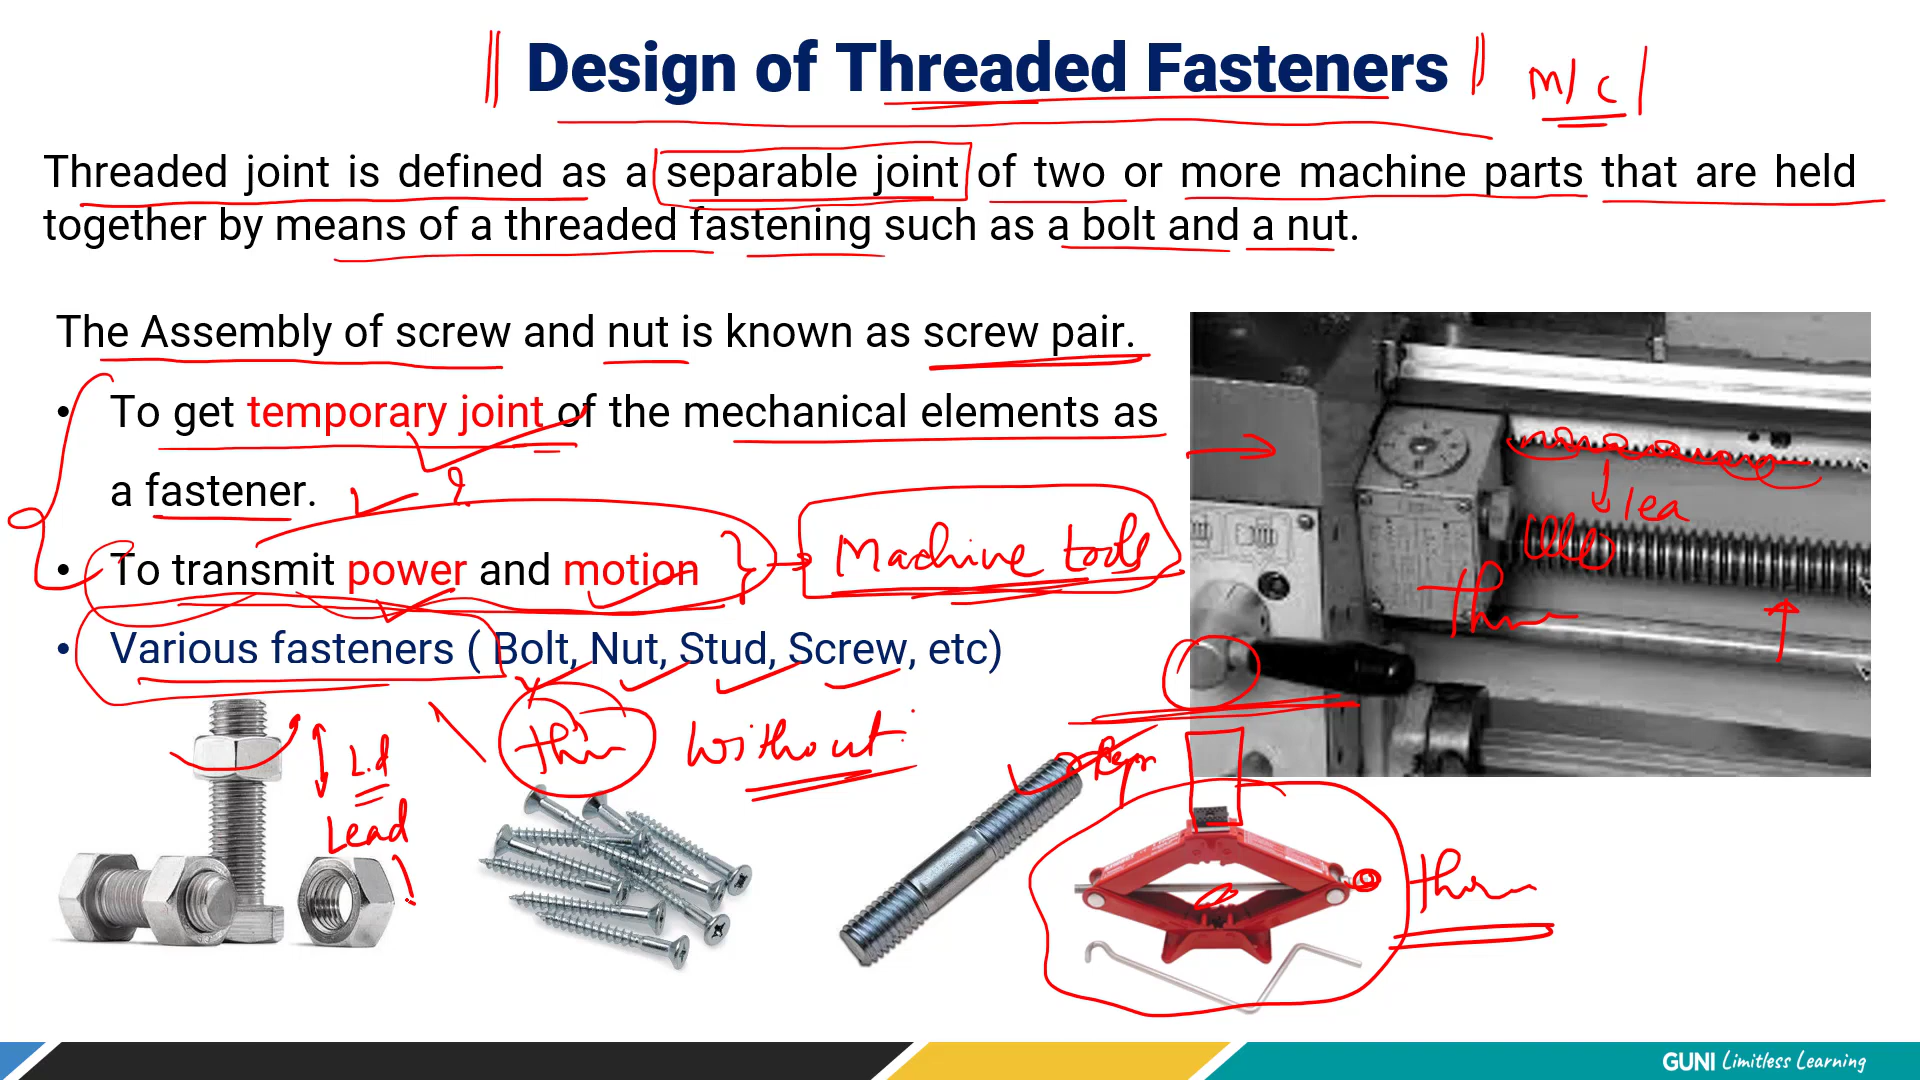 Design of Threaded Fasteners
M/C
Threaded joint is defined as a separable joint of two or more machine parts that are held
together by means of a threaded fastening such as a bolt and a nut.
The Assembly of screw and nut is known as screw pair.
• To get temporary joint of the mechanical elements as
a fastener.
• To transmit power and motion
Machine tools
• Various fasteners ( Bolt, Nut, Stud, Screw, etc)
lea
without
L.d
Lead
GUNI Limitless Learning